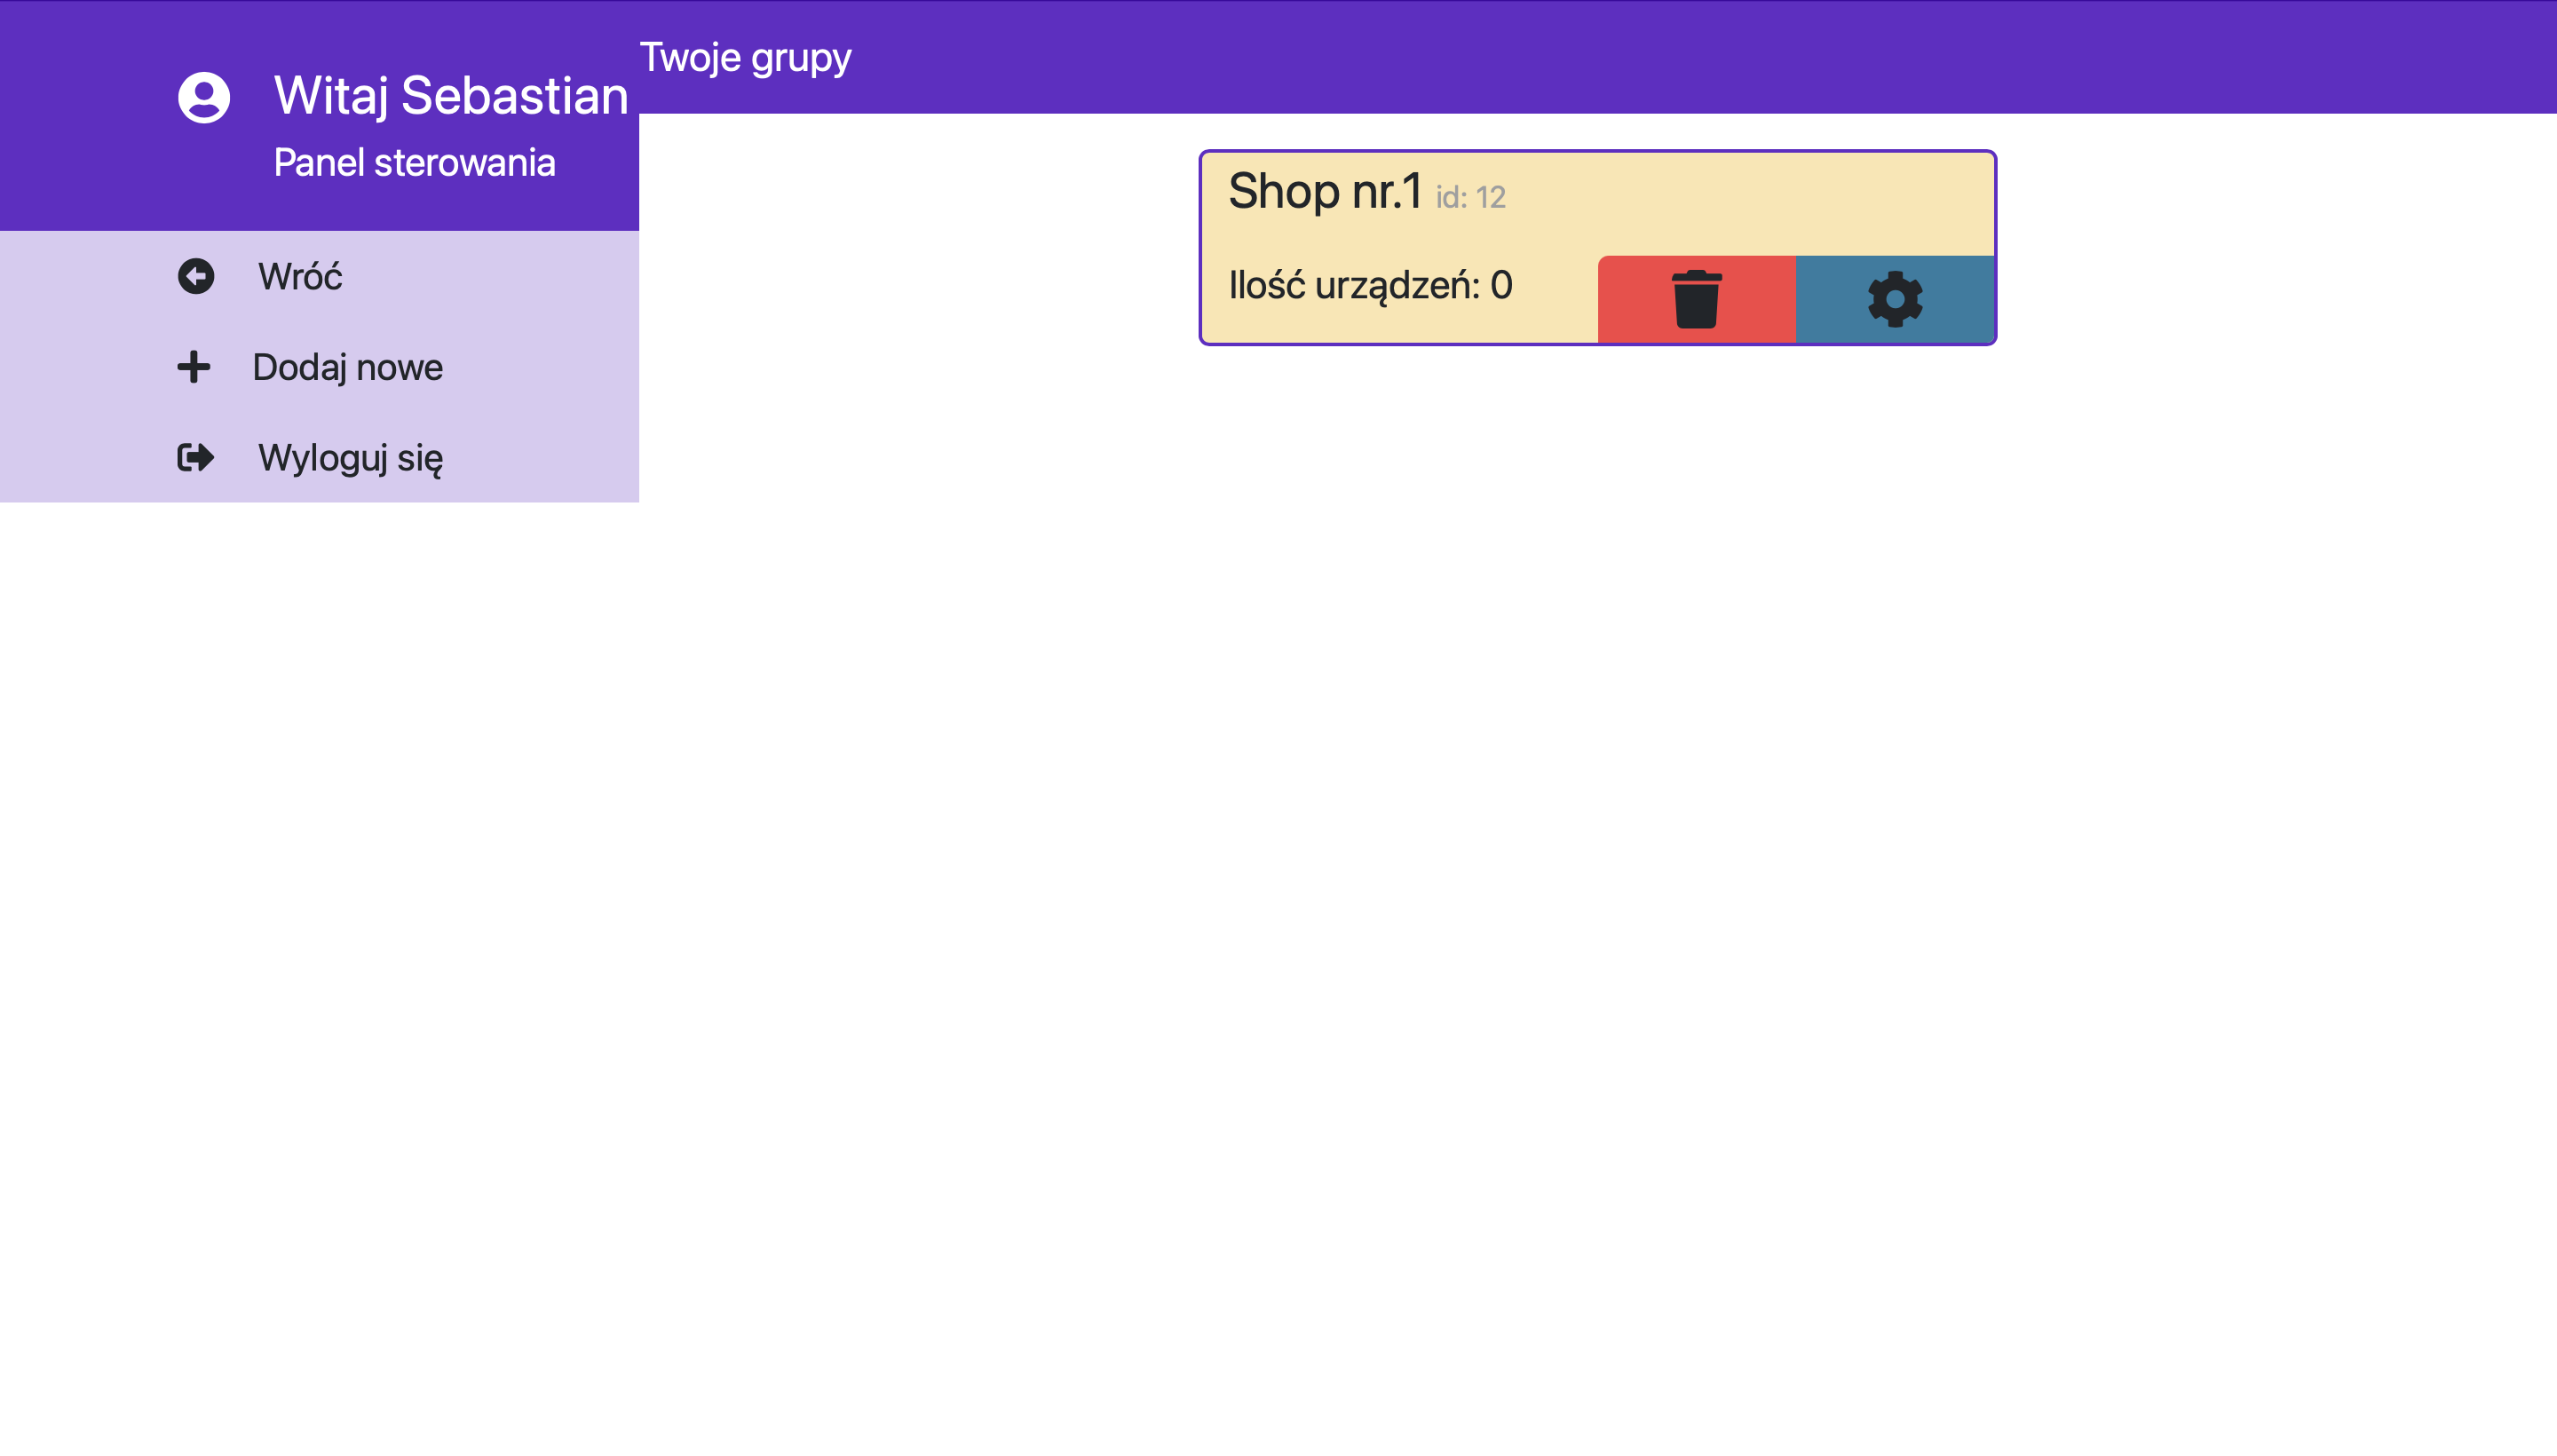 Witaj Sebastian
Panel sterowania
Wróć
Dodaj nowe
Wyloguj się
Twoje grupy
Shop nr.1 id: 12
Ilość urządzeń: 0